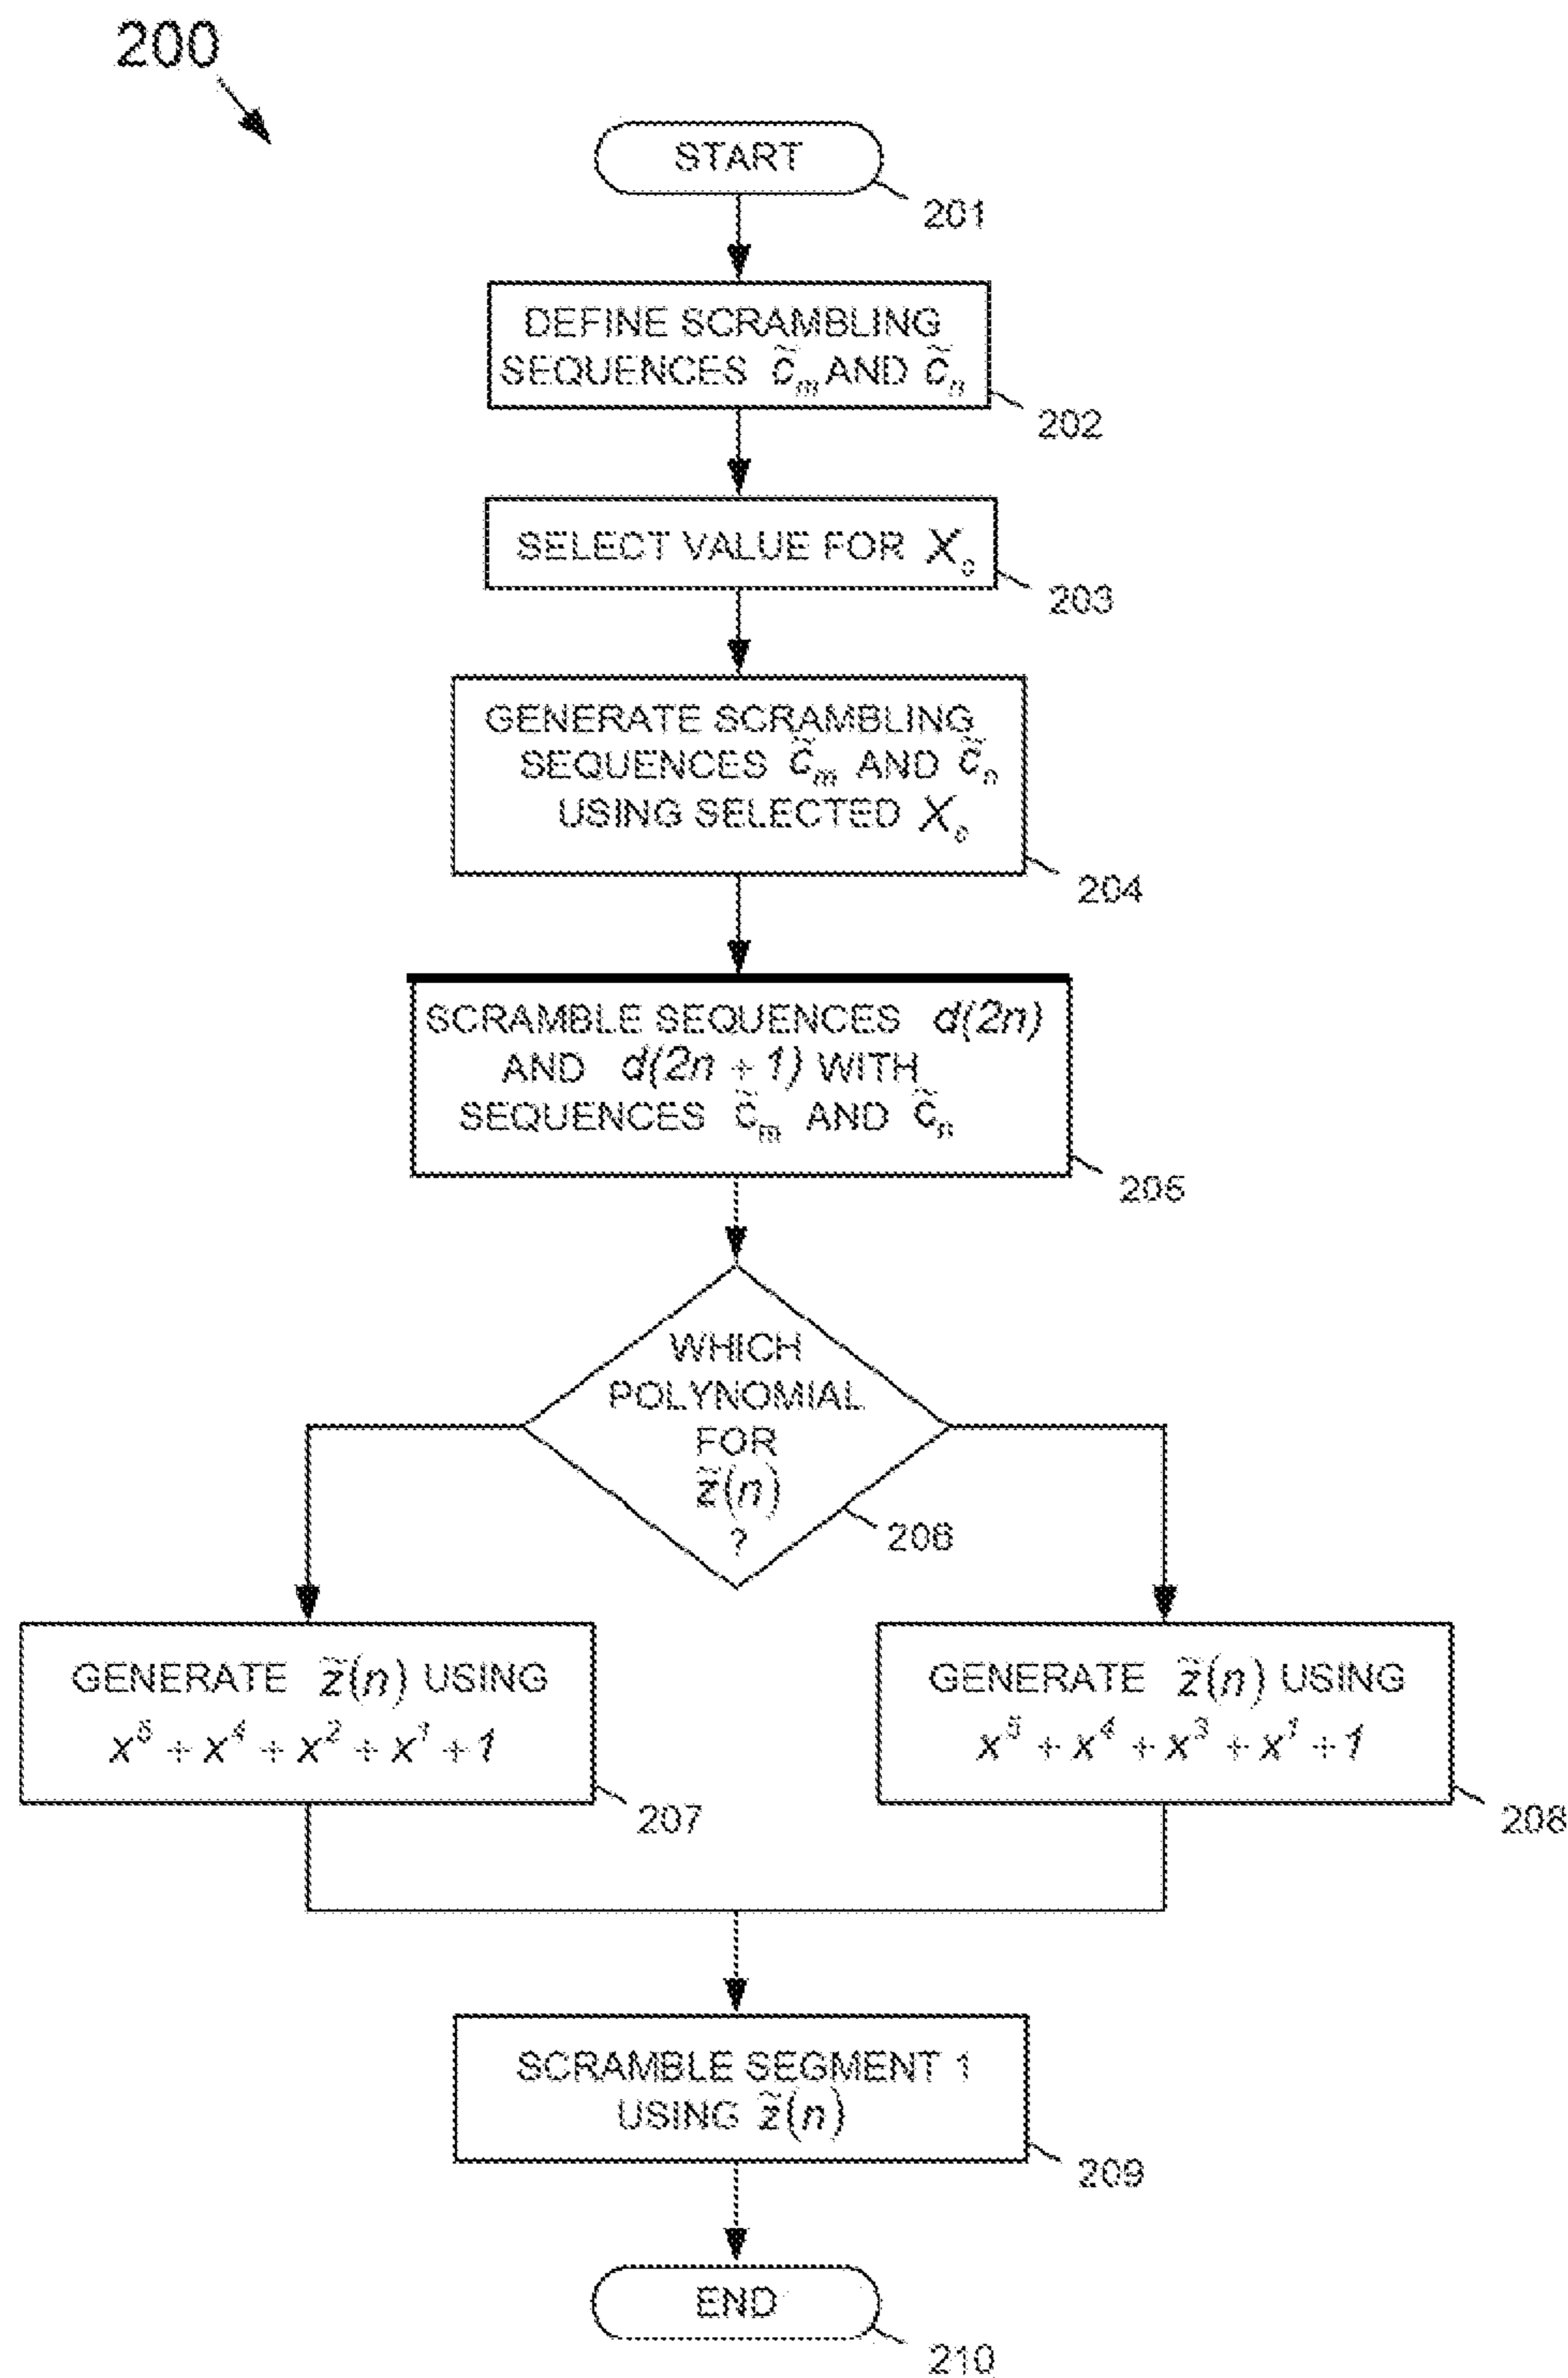 200
START
201
DEFINE SCRAMBLING
SEQUENCES c̃ₘ AND c̃ₙ
202
SELECT VALUE FOR X₀
203
GENERATE SCRAMBLING
SEQUENCES c̃ₘ AND c̃ₙ
USING SELECTED X₀
204
SCRAMBLE SEQUENCES d(2n)
AND d(2n + 1) WITH
SEQUENCES c̃ₘ AND c̃ₙ
205
WHICH
POLYNOMIAL
FOR
z̃(n)
?
206
GENERATE z̃(n) USING
x⁵ + x⁴ + x² + x¹ + 1
207
GENERATE z̃(n) USING
x⁵ + x⁴ + x³ + x¹ + 1
208
SCRAMBLE SEGMENT 1
USING z̃(n)
209
END
210